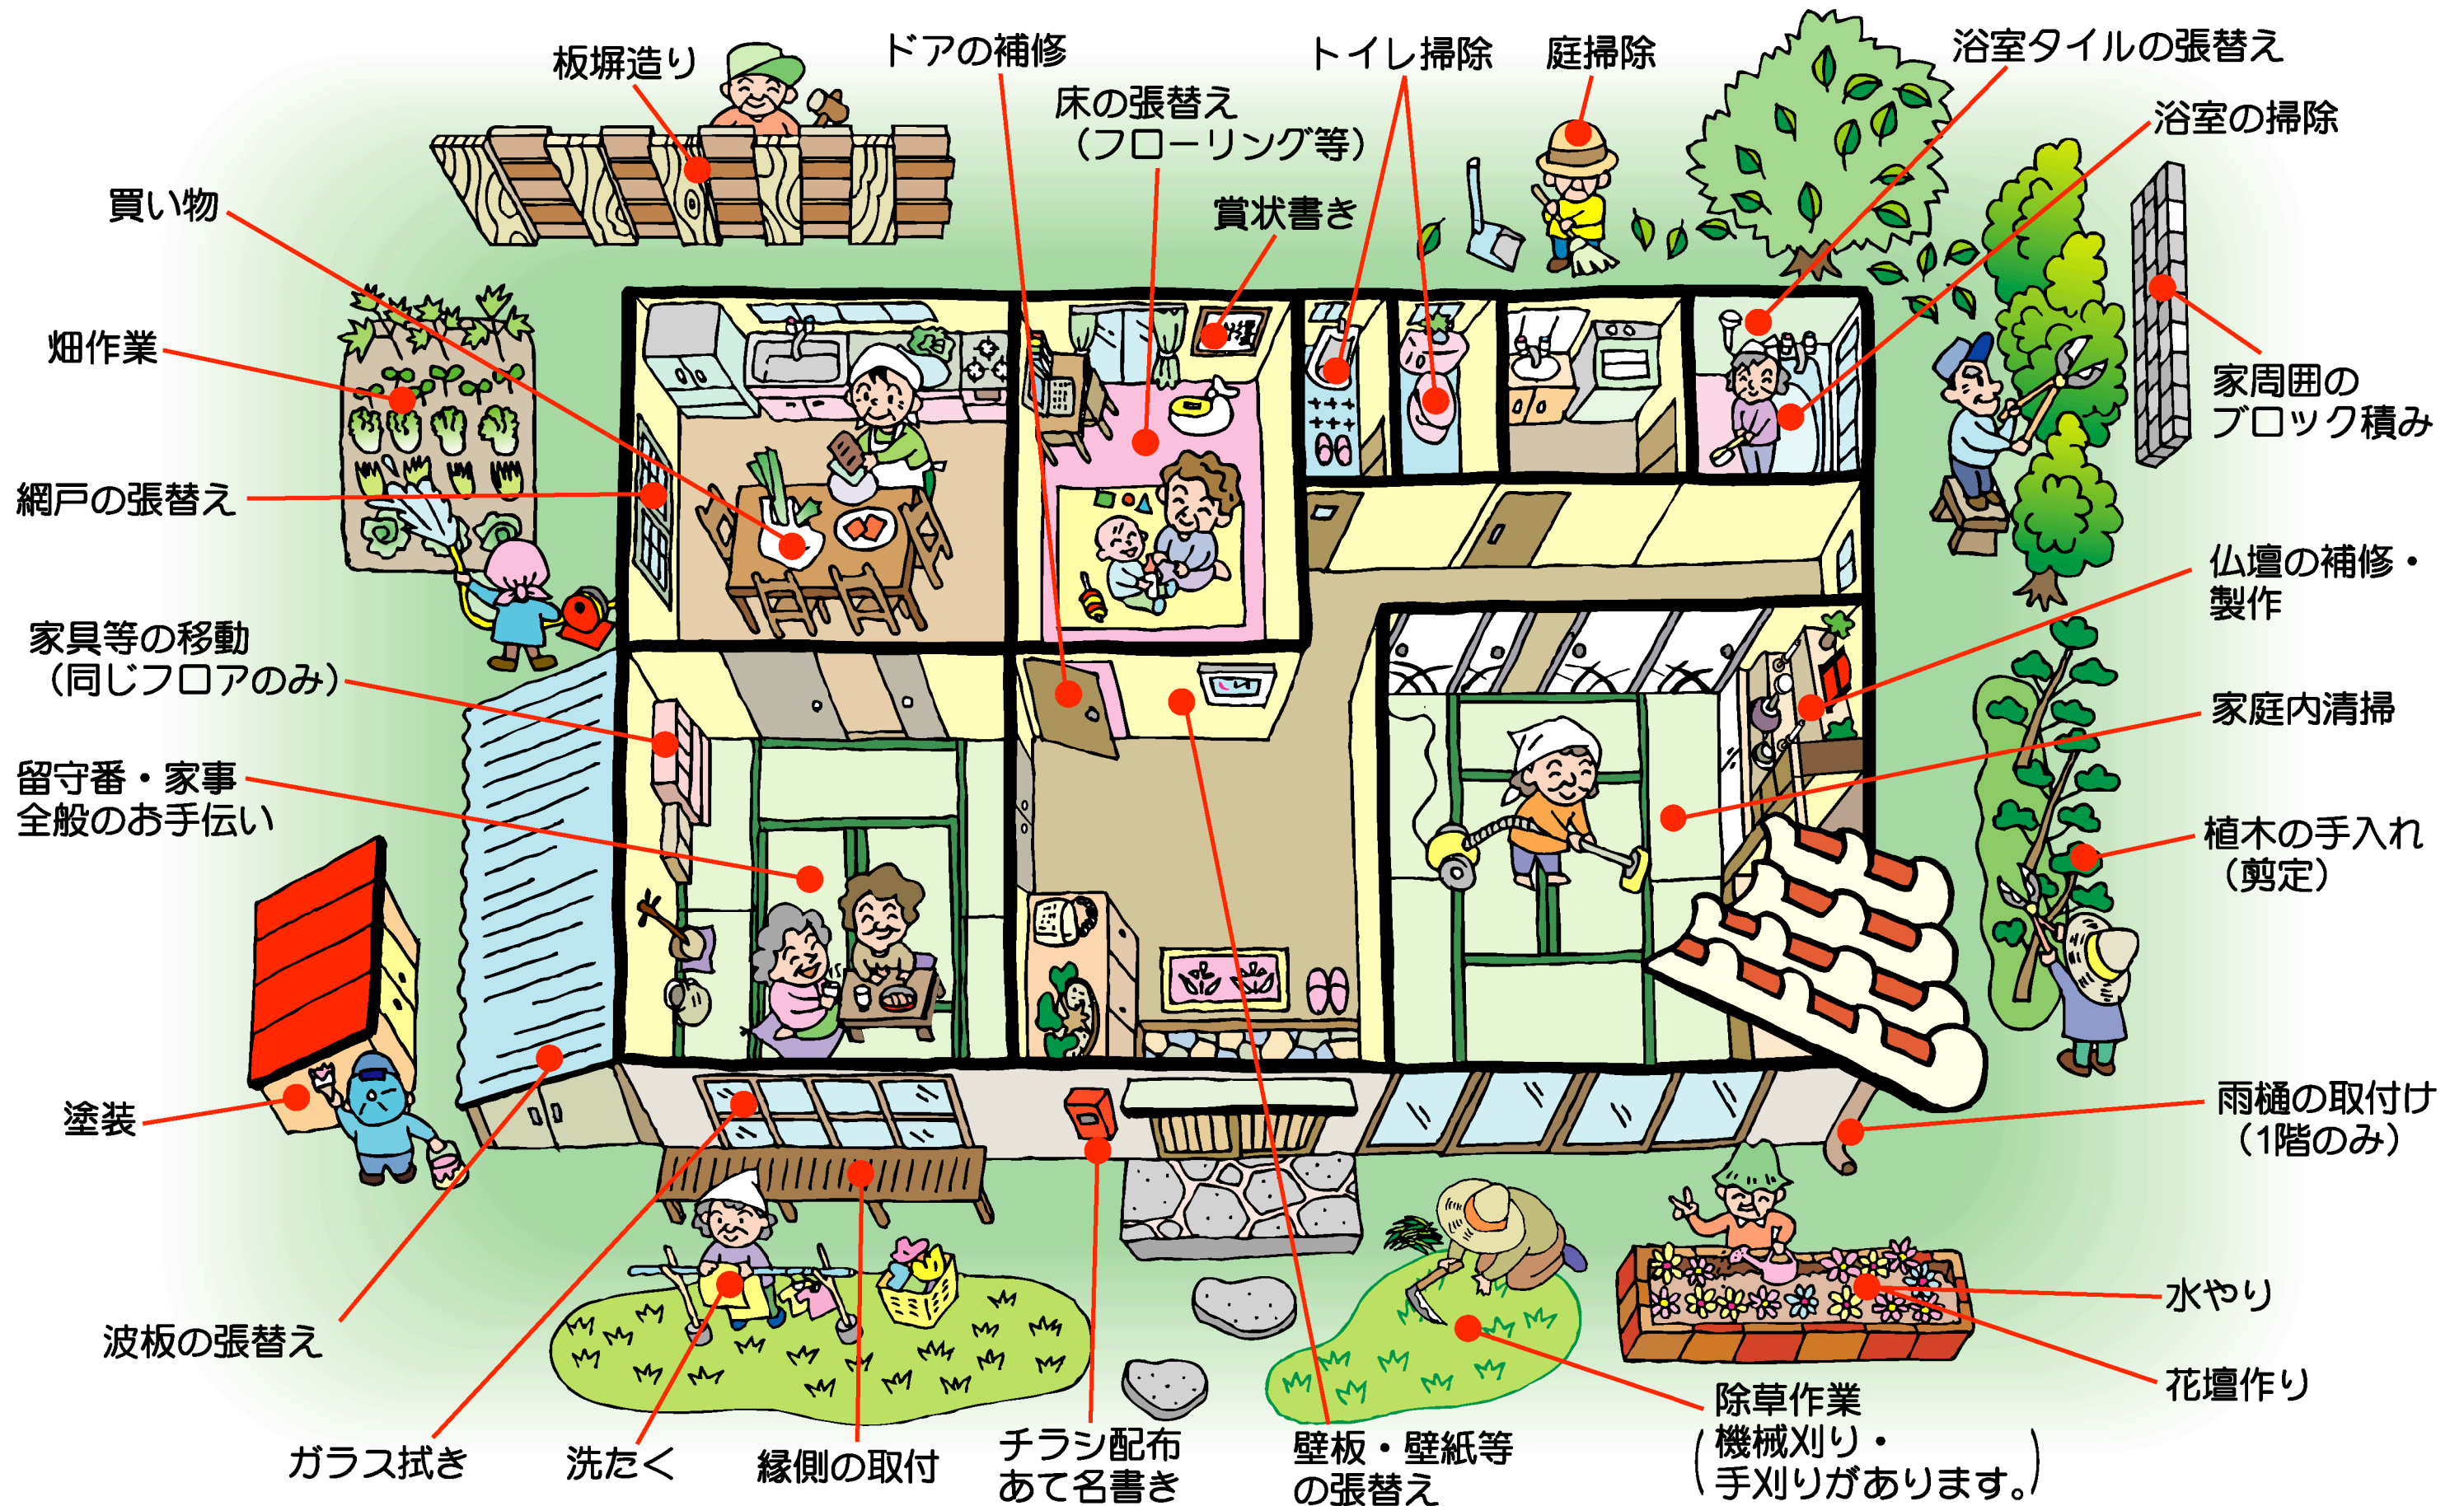 板塀造り
ドアの補修
床の張替え
（フローリング等）
賞状書き
トイレ掃除
庭掃除
浴室タイルの張替え
浴室の掃除
買い物
畑作業
網戸の張替え
家具等の移動
（同じフロアのみ）
留守番・家事
全般のお手伝い
塗装
波板の張替え
ガラス拭き
洗たく
縁側の取付
チラシ配布
あて名書き
壁板・壁紙等
の張替え
除草作業
（機械刈り・
手刈りがあります。）
花壇作り
水やり
雨樋の取付け
（1階のみ）
植木の手入れ
（剪定）
家庭内清掃
仏壇の補修・
製作
家周囲の
ブロック積み